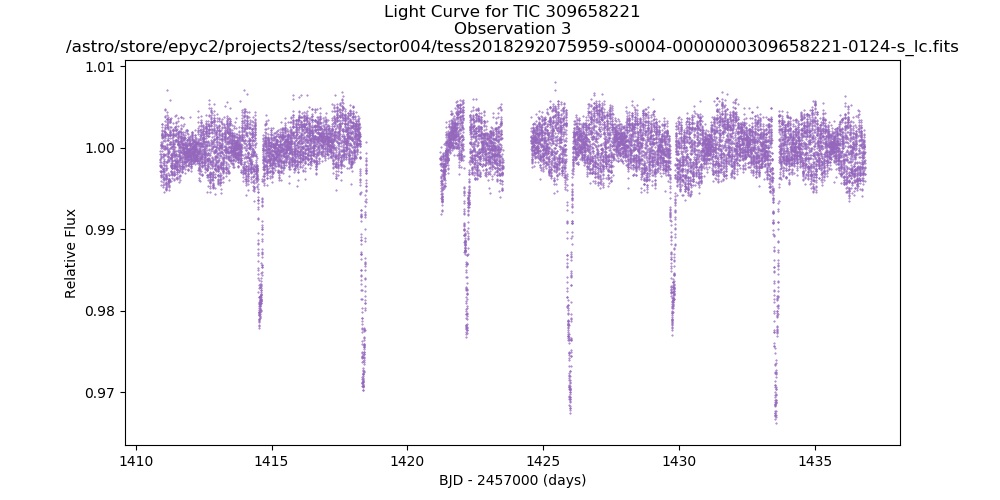 Light Curve for TIC 309658221
Observation 3
/astro/store/epyc2/projects2/tess/sector004/tess2018292075959-s0004-0000000309658221-0124-s_lc.fits
1.01
1.00
0.99
0.98
0.97
Relative Flux
1410
1415
1420
1425
1430
1435
BJD - 2457000 (days)